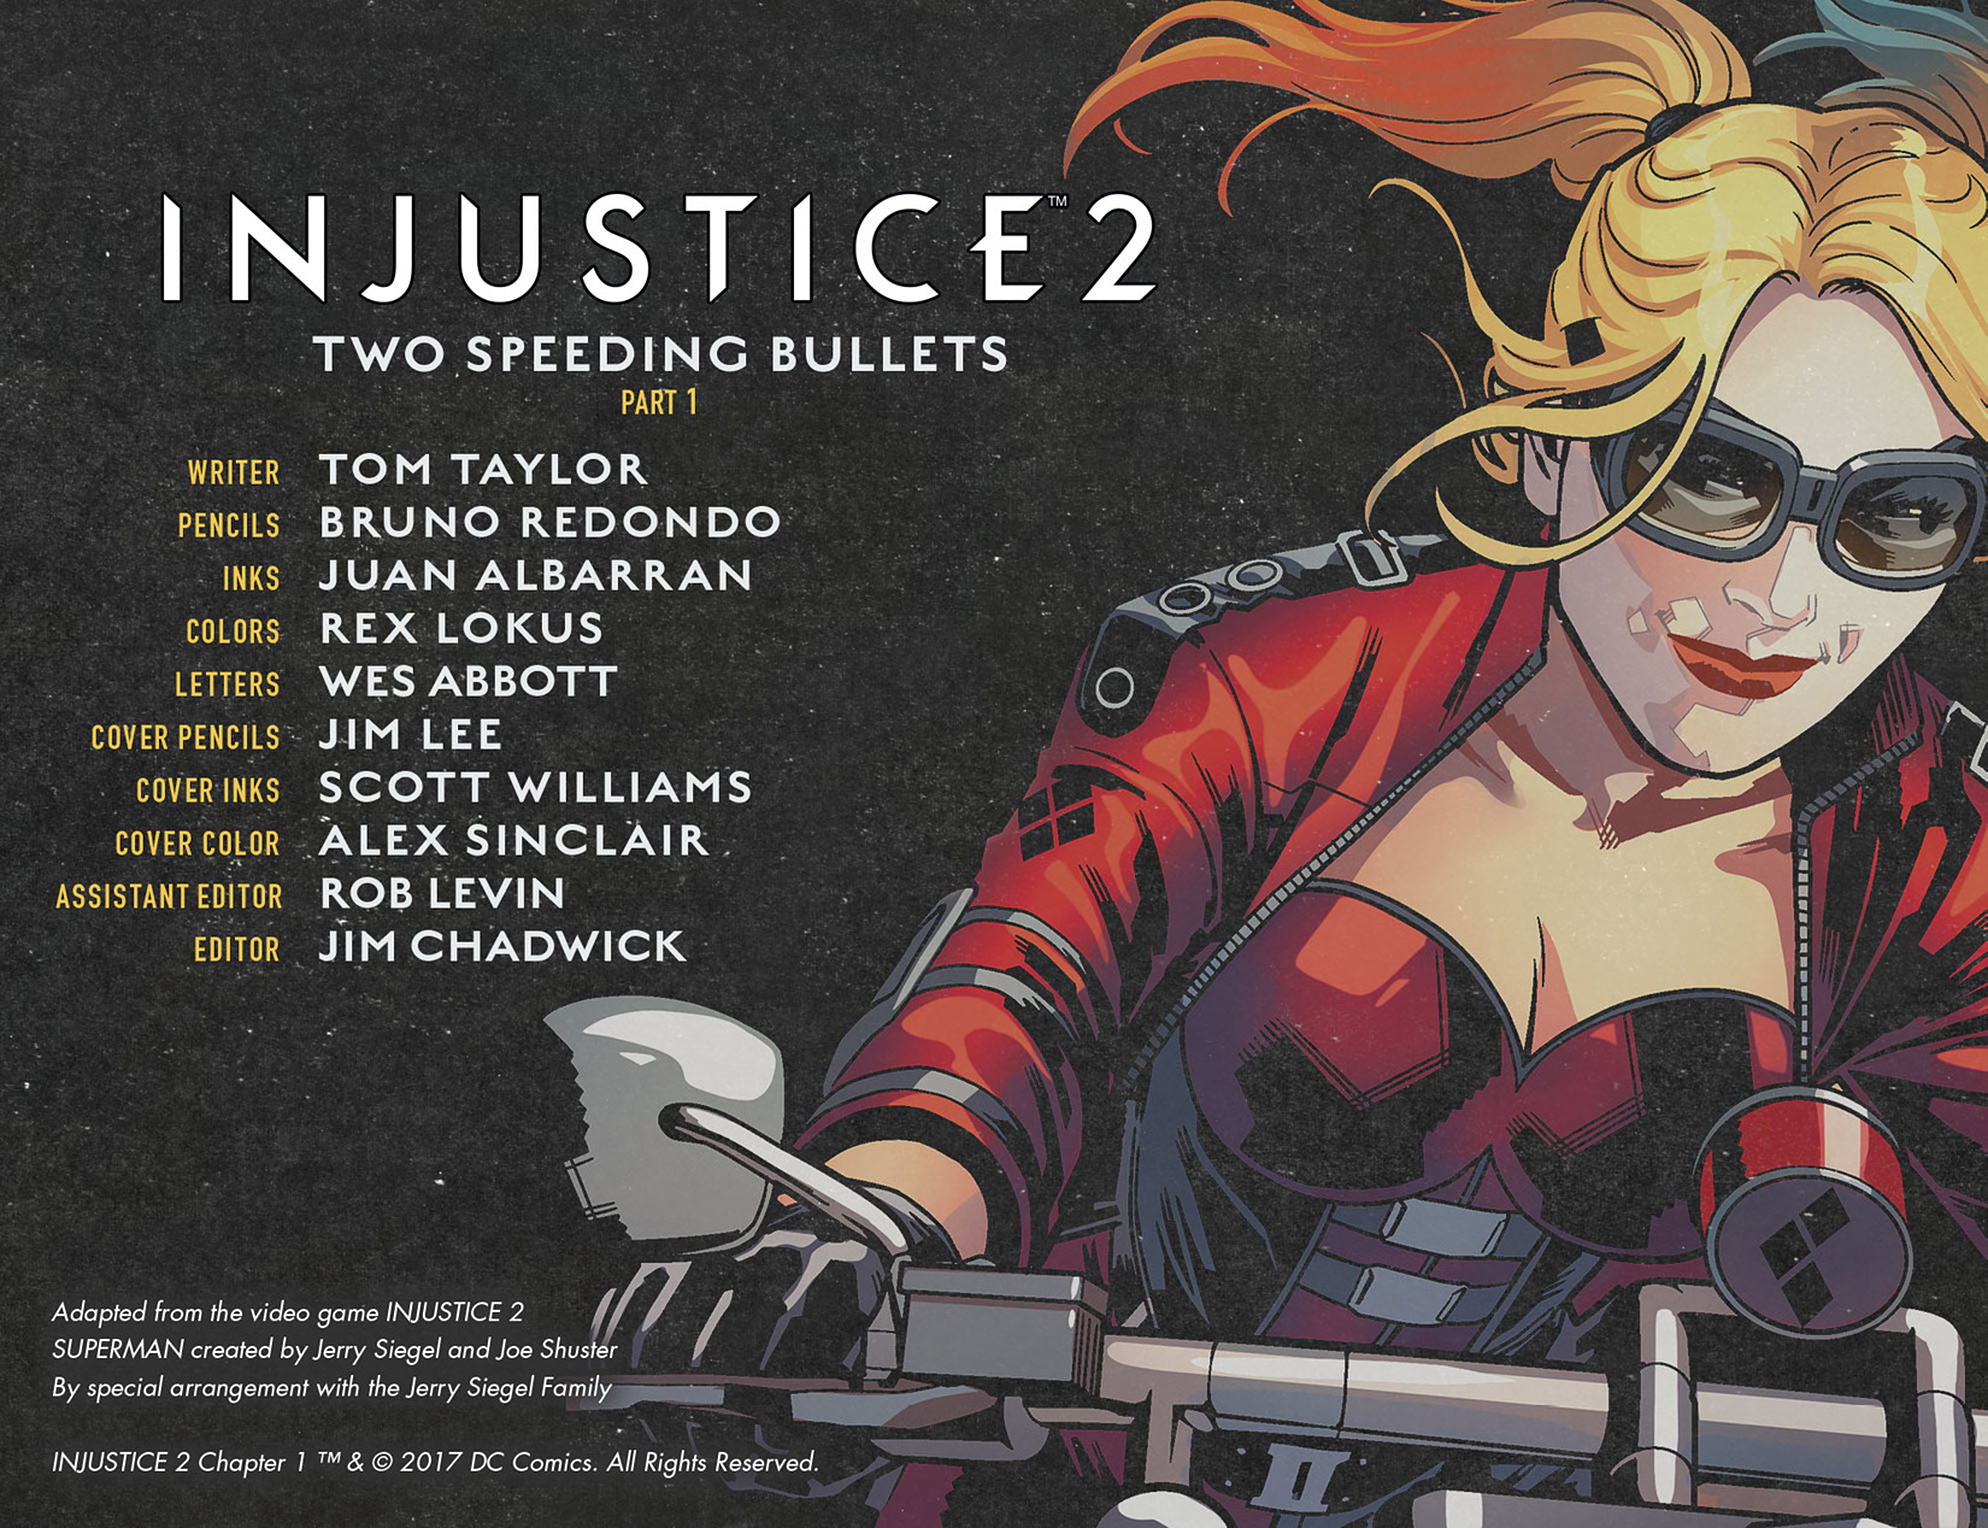 INJUSTICE™ 2
TWO SPEEDING BULLETS
PART 1
WRITER TOM TAYLOR
PENCILS BRUNO REDONDO
INKS JUAN ALBARRAN
COLORS REX LOKUS
LETTERS WES ABBOTT
COVER PENCILS JIM LEE
COVER INKS SCOTT WILLIAMS
COVER COLOR ALEX SINCLAIR
ASSISTANT EDITOR ROB LEVIN
EDITOR JIM CHADWICK
Adapted from the video game INJUSTICE 2
SUPERMAN created by Jerry Siegel and Joe Shuster
By special arrangement with the Jerry Siegel Family
INJUSTICE 2 Chapter 1 ™ & © 2017 DC Comics. All Rights Reserved.
II